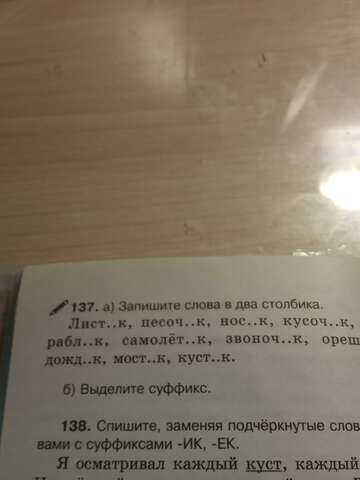 137. а) Запишите слова в два столбика.
Лист..к, песоч..к, нос..к, кусоч..к,
рабл..к, самолёт..к, звоноч..к, ореш
дожд..к, мост..к, куст..к.
б) Выделите суффикс.
138. Спишите, заменяя подчёркнутые слов
вами с суффиксами -ИК, -ЕК.
Я осматривал каждый куст, каждый